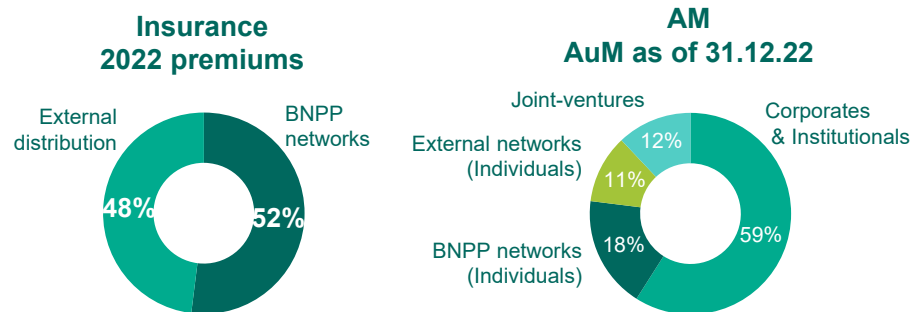 Insurance
2022 premiums
External
distribution
BNPP
networks
48%
52%
AM
AuM as of 31.12.22
Joint-ventures
Corporates
& Institutionals
External networks
(Individuals)
BNPP networks
(Individuals)
12%
11%
18%
59%